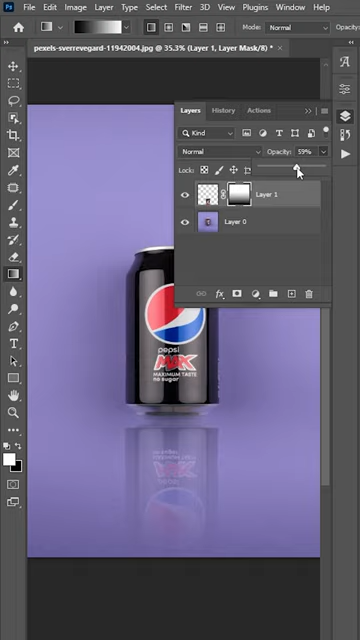 Ps File Edit Image Layer Type Select Filter 3D View Plugins Window Help
Mode: Normal Opacity:
pexels-sverrevegard-11942004.jpg @ 35.3% (Layer 1, Layer Mask/8) * ×
Layers History Actions
Kind
Normal Opacity: 59%
Lock:
Layer 1
Layer 0
fx
pepsi
MAX
MAXIMUM TASTE
no sugar